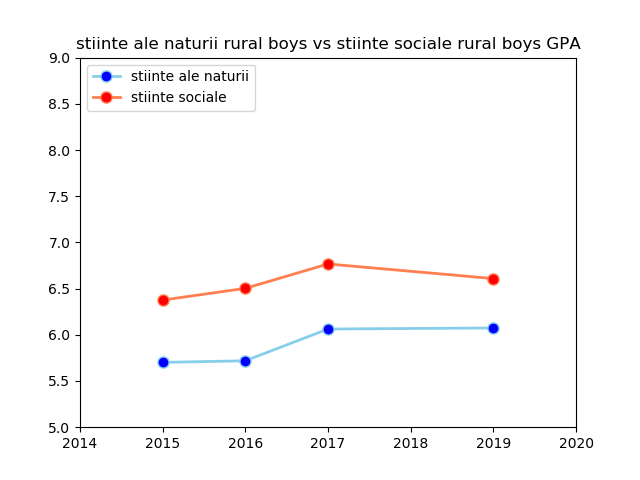 stiinte ale naturii rural boys vs stiinte sociale rural boys GPA
stiinte ale naturii
stiinte sociale
9.0
8.5
8.0
7.5
7.0
6.5
6.0
5.5
5.0
2014 2015 2016 2017 2018 2019 2020